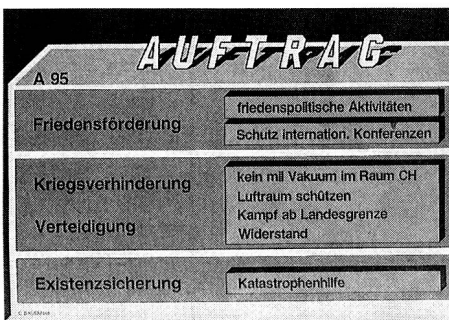 AUFTRAG
A 95
Friedensförderung
friedenspolitische Aktivitäten
Schutz internation. Konferenzen
Kriegsverhinderung
Verteidigung
kein mil Vakuum im Raum CH
Luftraum schützen
Kampf ab Landesgrenze
Widerstand
Existenzsicherung
Katastrophenhilfe